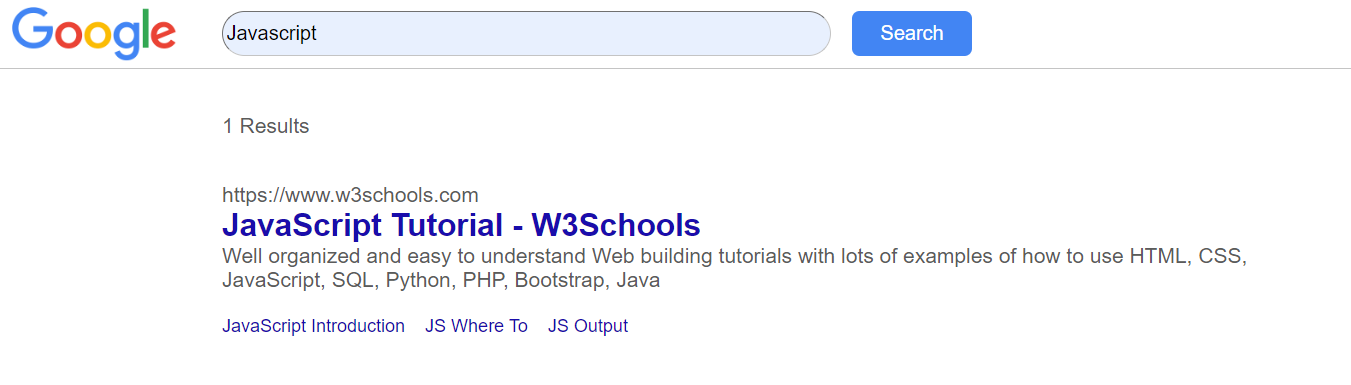 Google
Javascript
Search
1 Results
https://www.w3schools.com
JavaScript Tutorial - W3Schools
Well organized and easy to understand Web building tutorials with lots of examples of how to use HTML, CSS,
JavaScript, SQL, Python, PHP, Bootstrap, Java
JavaScript Introduction JS Where To JS Output